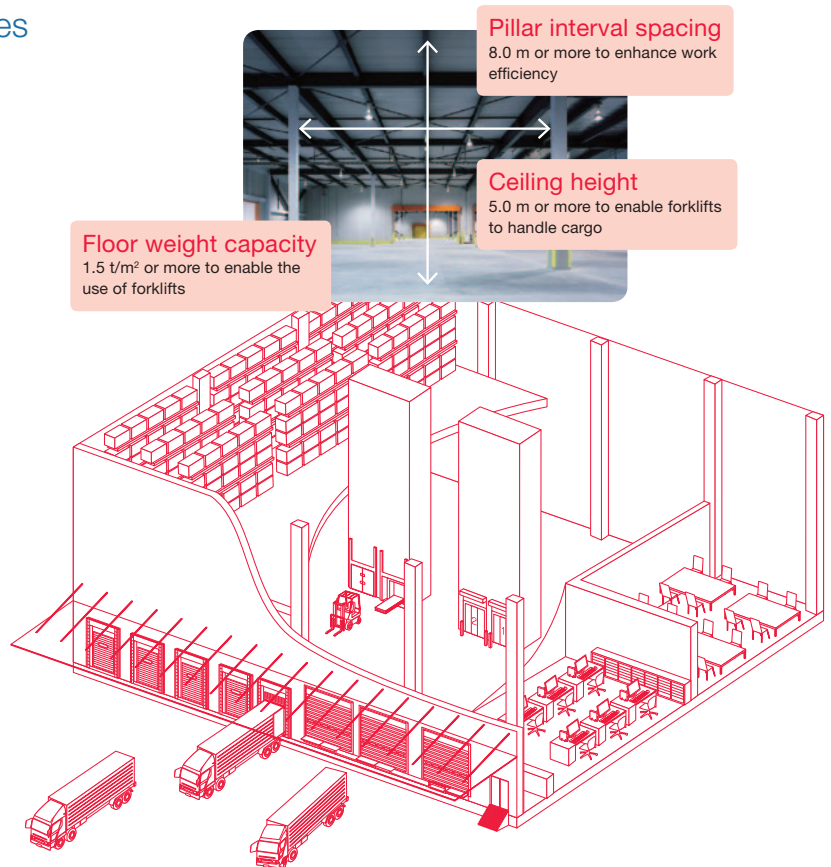 es
Pillar interval spacing
8.0 m or more to enhance work
efficiency
Ceiling height
5.0 m or more to enable forklifts
to handle cargo
Floor weight capacity
1.5 t/m² or more to enable the
use of forklifts
2
1